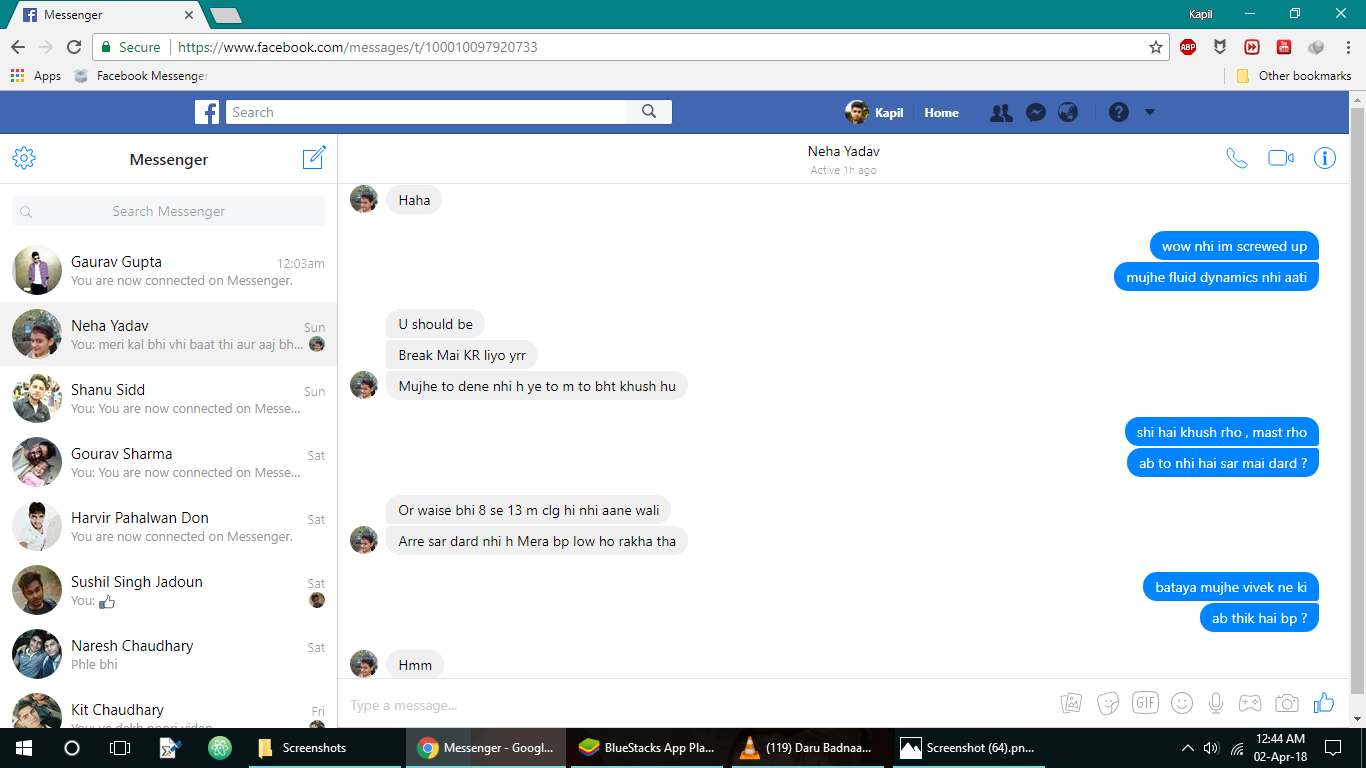 Messenger
Kapil
Secure
https://www.facebook.com/messages/t/100010097920733
ABP
Apps
Facebook Messenger
Other bookmarks
Search
Kapil
Home
Messenger
Search Messenger
Gaurav Gupta
12:03am
You are now connected on Messenger.
Neha Yadav
Sun
You: meri kal bhi vhi baat thi aur aaj bh...
Shanu Sidd
Sun
You: You are now connected on Messe...
Gourav Sharma
Sat
You: You are now connected on Messe...
Harvir Pahalwan Don
Sat
You are now connected on Messenger.
Sushil Singh Jadoun
Sat
You:
Naresh Chaudhary
Sat
Phle bhi
Kit Chaudhary
Fri
You: ye dekh poori video
Neha Yadav
Active 1h ago
Haha
wow nhi im screwed up
mujhe fluid dynamics nhi aati
U should be
Break Mai KR liyo yrr
Mujhe to dene nhi h ye to m to bht khush hu
shi hai khush rho , mast rho
ab to nhi hai sar mai dard ?
Or waise bhi 8 se 13 m clg hi nhi aane wali
Arre sar dard nhi h Mera bp low ho rakha tha
bataya mujhe vivek ne ki
ab thik hai bp ?
Hmm
Type a message...
GIF
Screenshots
Messenger - Googl...
BlueStacks App Pla...
(119) Daru Badnaa...
Screenshot (64).pn...
12:44 AM
02-Apr-18